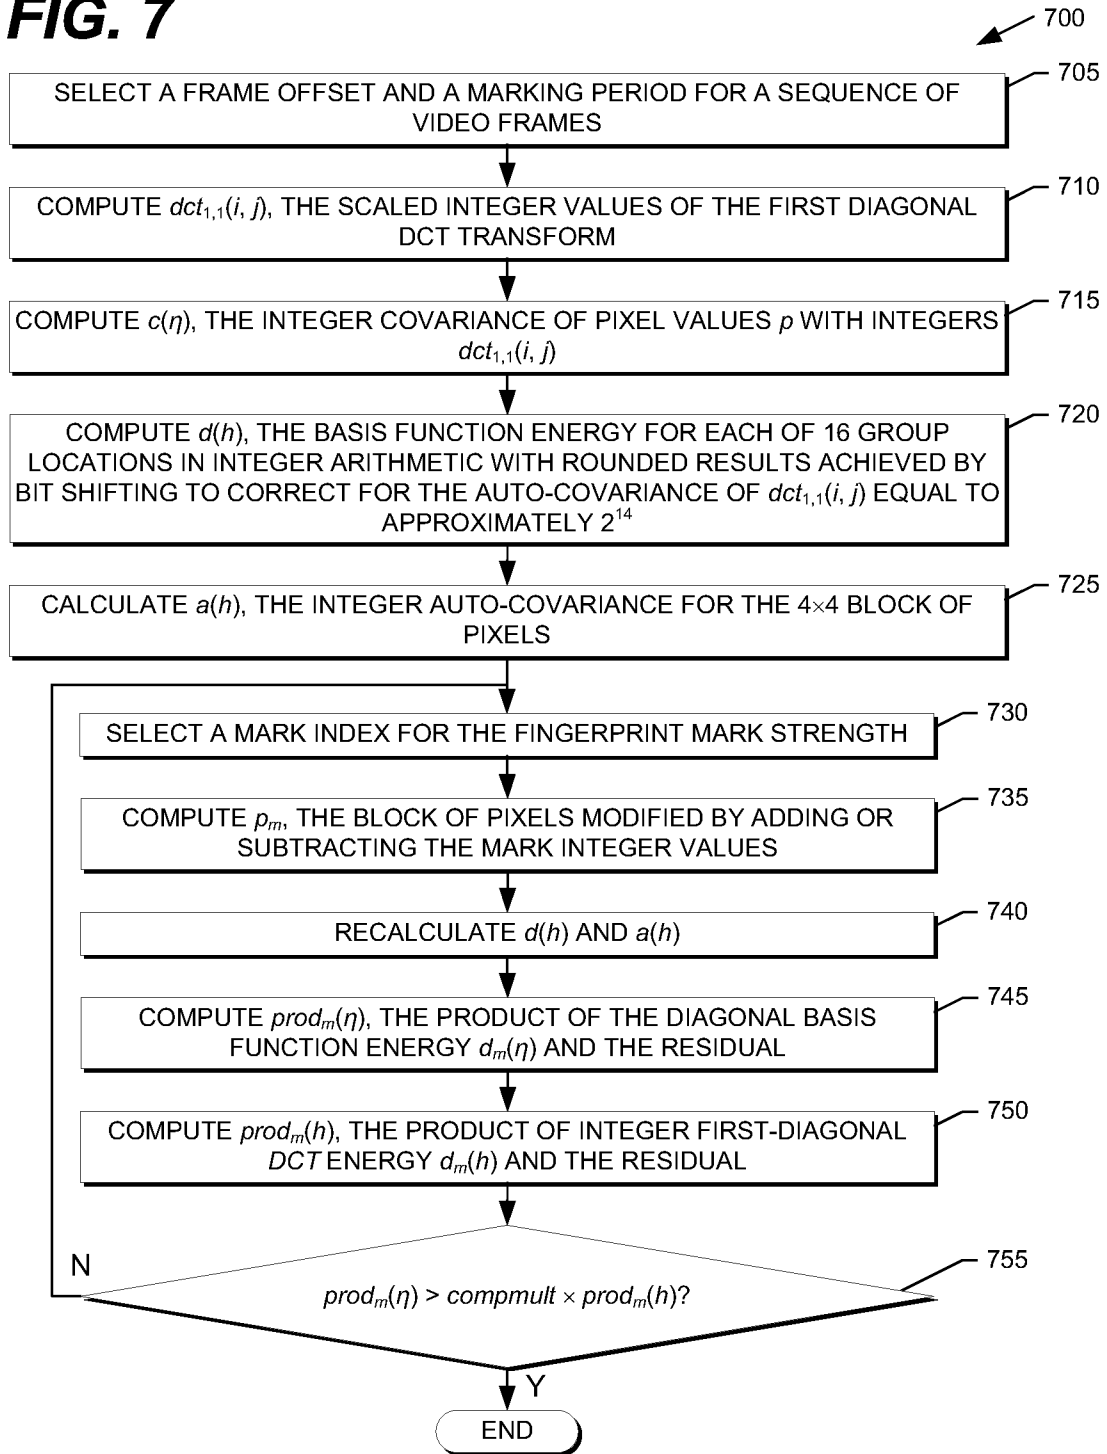 FIG. 7
700
705
SELECT A FRAME OFFSET AND A MARKING PERIOD FOR A SEQUENCE OF
VIDEO FRAMES
710
COMPUTE dct1,1(i, j), THE SCALED INTEGER VALUES OF THE FIRST DIAGONAL
DCT TRANSFORM
715
COMPUTE c(η), THE INTEGER COVARIANCE OF PIXEL VALUES p WITH INTEGERS
dct1,1(i, j)
720
COMPUTE d(h), THE BASIS FUNCTION ENERGY FOR EACH OF 16 GROUP
LOCATIONS IN INTEGER ARITHMETIC WITH ROUNDED RESULTS ACHIEVED BY
BIT SHIFTING TO CORRECT FOR THE AUTO-COVARIANCE OF dct1,1(i, j) EQUAL TO
APPROXIMATELY 2^14
725
CALCULATE a(h), THE INTEGER AUTO-COVARIANCE FOR THE 4×4 BLOCK OF
PIXELS
730
SELECT A MARK INDEX FOR THE FINGERPRINT MARK STRENGTH
735
COMPUTE pm, THE BLOCK OF PIXELS MODIFIED BY ADDING OR
SUBTRACTING THE MARK INTEGER VALUES
740
RECALCULATE d(h) AND a(h)
745
COMPUTE prodm(η), THE PRODUCT OF THE DIAGONAL BASIS
FUNCTION ENERGY dm(η) AND THE RESIDUAL
750
COMPUTE prodm(h), THE PRODUCT OF INTEGER FIRST-DIAGONAL
DCT ENERGY dm(h) AND THE RESIDUAL
755
N
prodm(η) > compmult × prodm(h)?
Y
END